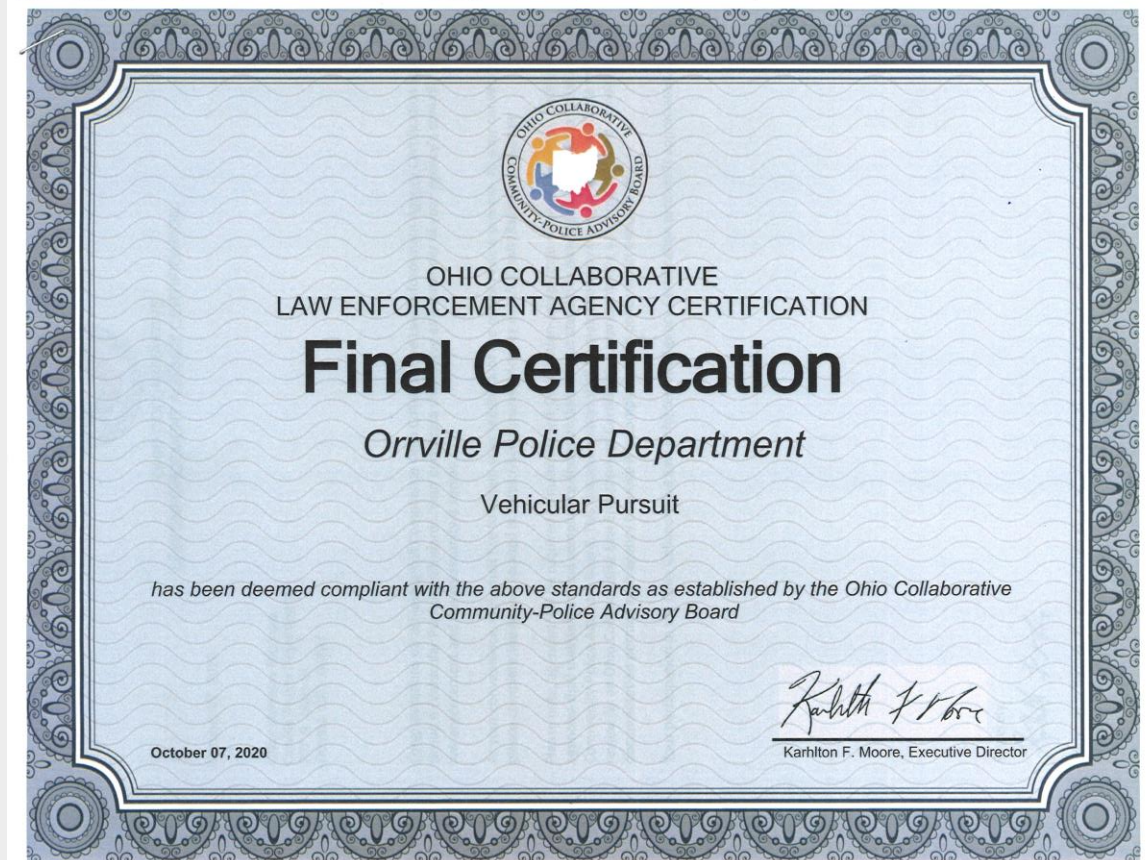 OHIO COLLABORATIVE
COMMUNITY-POLICE ADVISORY BOARD
OHIO COLLABORATIVE
LAW ENFORCEMENT AGENCY CERTIFICATION
Final Certification
Orrville Police Department
Vehicular Pursuit
has been deemed compliant with the above standards as established by the Ohio Collaborative
Community-Police Advisory Board
Karhlton F Moore
October 07, 2020
Karhlton F. Moore, Executive Director